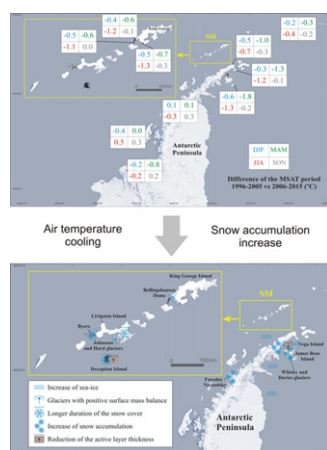 -0.4 -0.6
-1.2 -0.1
-0.5 -0.6
-1.1 0.0
-0.5 -0.7
-1.3 -0.3
SSI
-0.2 -0.3
-0.4 -0.2
-0.5 -1.0
-0.7 -0.3
-0.3 -1.3
-1.2 -0.1
-0.6 -1.8
-1.3 -0.2
0.1 0.1
-0.3 0.3
-0.4 0.0
0.5 0.3
-0.2 -0.8
-0.2 0.2
100km
Antarctic
Peninsula
Difference of the MSAT period
1996-2005 vs 2006-2015 (°C)
DJF MAM
JJA SON
Air temperature
cooling
Snow accumulation
increase
King George Island
Bellingshausen
Dome
Livigston Island
Byers
Johnsons
and Hurd glaciers
Deception Island
100km
SSI
Vega Island
James Ross
Island
Whisky and
Davies glaciers
Faraday /
Vernadsky
Antarctic
Peninsula
Increase of sea-ice
Glaciers with positive surface mass balance
Longer duration of the snow cover
Increase of snow accumulation
Reduction of the active layer thickness